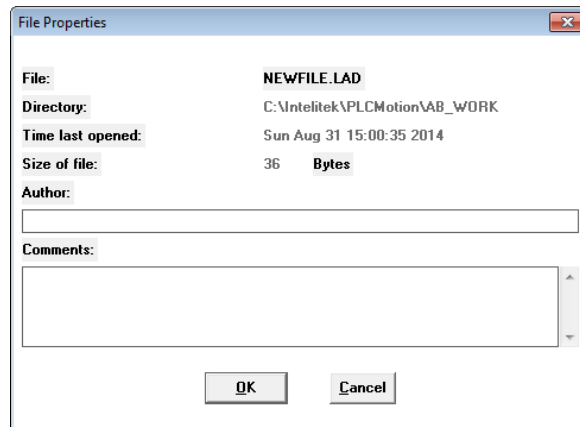 File Properties
File: NEWFILE.LAD
Directory: C:\Intelitek\PLCMotion\AB_WORK
Time last opened: Sun Aug 31 15:00:35 2014
Size of file: 36 Bytes
Author:
Comments:
OK Cancel